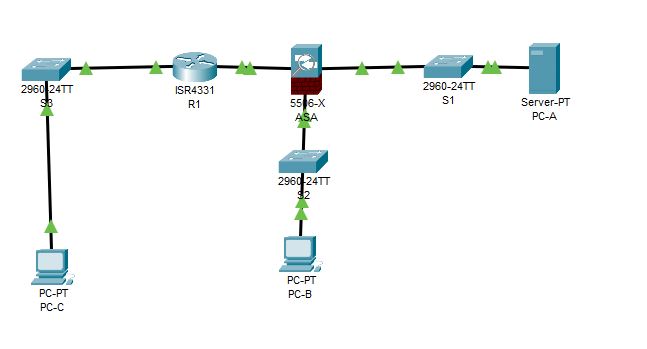 2960-24TT
S3
ISR4331
R1
5506-X
ASA
2960-24TT
S1
Server-PT
PC-A
2960-24TT
S2
PC-PT
PC-B
PC-PT
PC-C